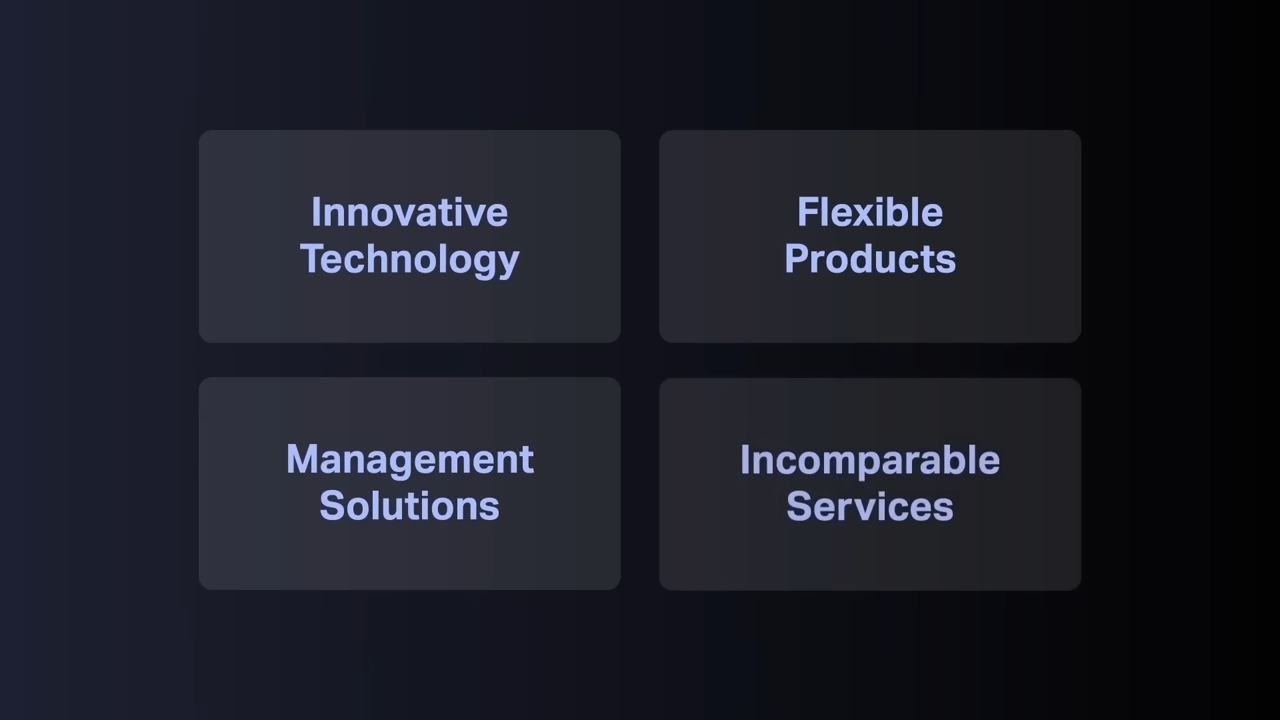 Innovative
Technology
Flexible
Products
Management
Solutions
Incomparable
Services